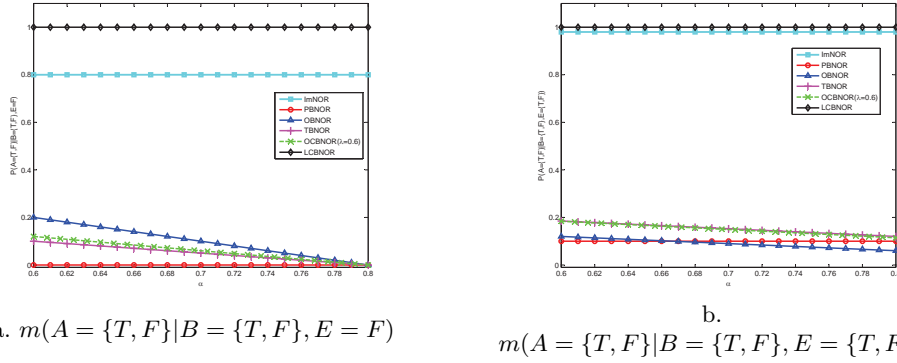 1
0.8
0.6
0.4
0.2
0
0.6 0.62 0.64 0.66 0.68 0.7 0.72 0.74 0.76 0.78 0.8
α
P(A={T,F}|B={T,F},E=F)
ImNOR
PBNOR
OBNOR
TBNOR
OCBNOR(λ=0.6)
LCBNOR
a. m(A = {T, F}|B = {T, F}, E = F)
1
0.8
0.6
0.4
0.2
0
0.6 0.62 0.64 0.66 0.68 0.7 0.72 0.74 0.76 0.78 0.8
α
P(A={T,F}|B={T,F},E={T,F})
ImNOR
PBNOR
OBNOR
TBNOR
OCBNOR(λ=0.6)
LCBNOR
b.
m(A = {T, F}|B = {T, F}, E = {T, F